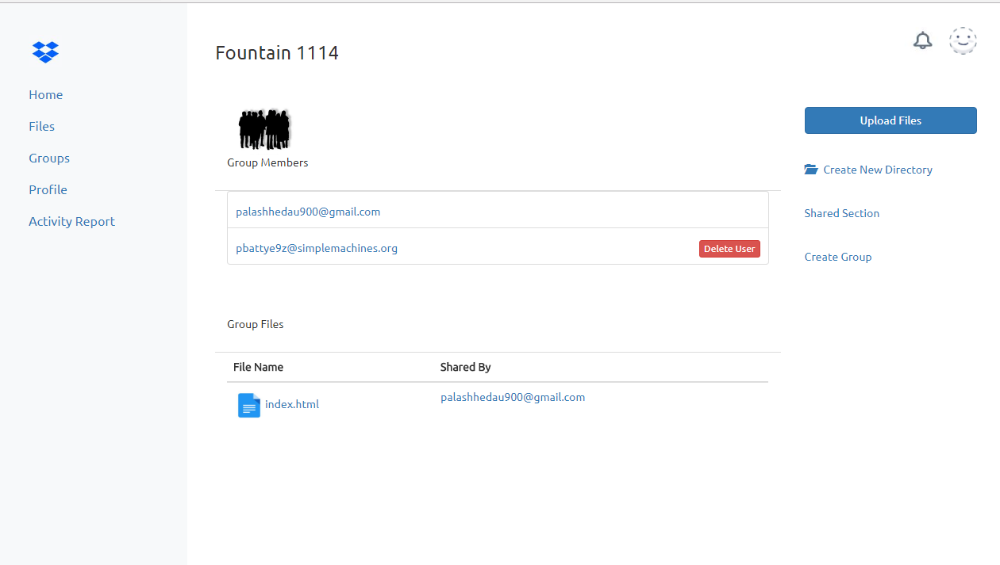 Fountain 1114
Home
Files
Groups
Profile
Activity Report
Group Members
palashhedau900@gmail.com
pbattye9z@simplemachines.org
Delete User
Group Files
File Name
Shared By
index.html
palashhedau900@gmail.com
Upload Files
Create New Directory
Shared Section
Create Group